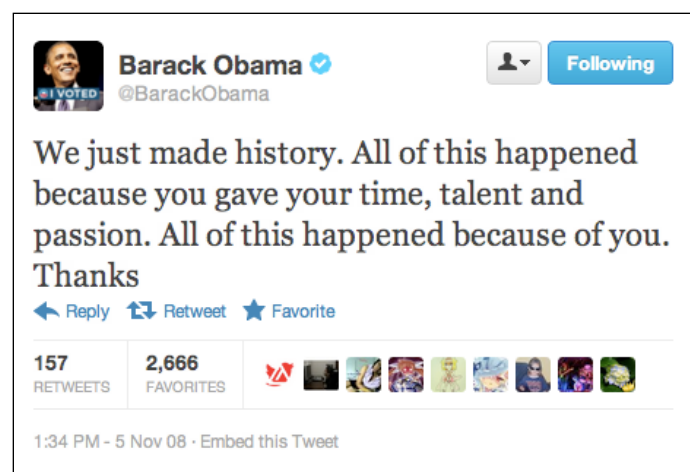 Barack Obama
@BarackObama
Following
I VOTED
We just made history. All of this happened
because you gave your time, talent and
passion. All of this happened because of you.
Thanks
Reply Retweet Favorite
157 2,666
RETWEETS FAVORITES
1:34 PM - 5 Nov 08 · Embed this Tweet